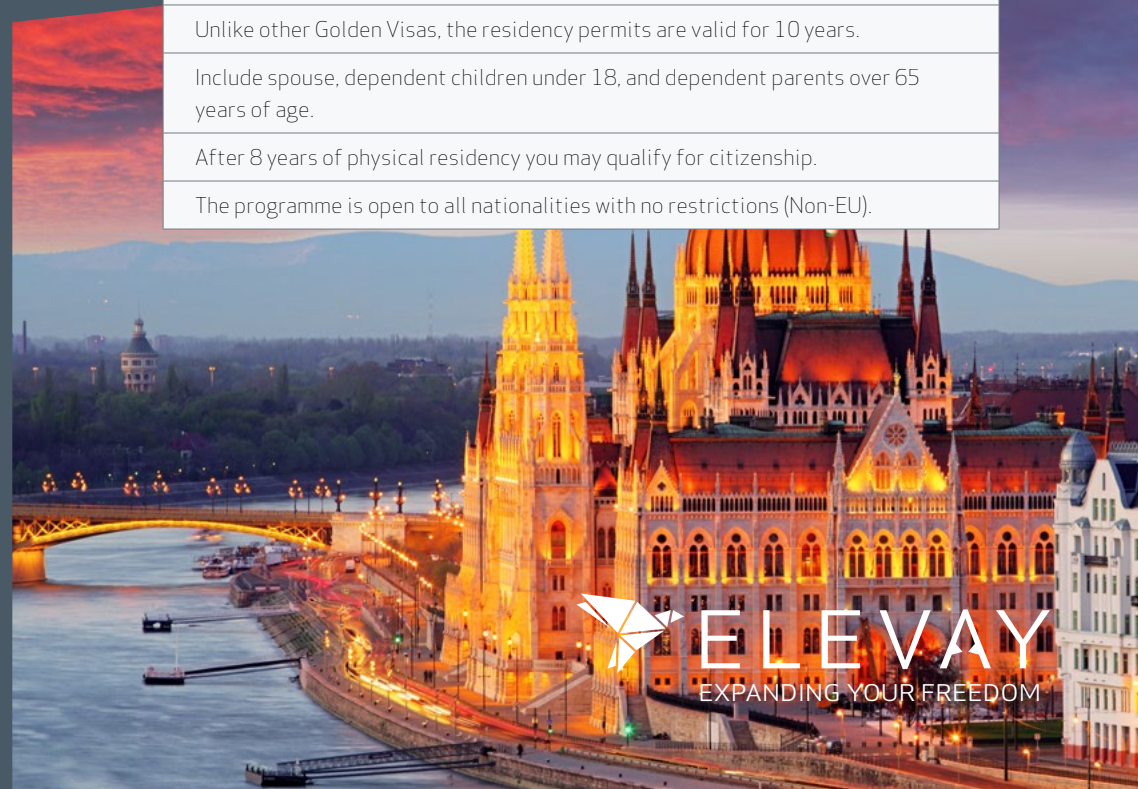 Unlike other Golden Visas, the residency permits are valid for 10 years.
Include spouse, dependent children under 18, and dependent parents over 65
years of age.
After 8 years of physical residency you may qualify for citizenship.
The programme is open to all nationalities with no restrictions (Non-EU).
ELEVAY
EXPANDING YOUR FREEDOM